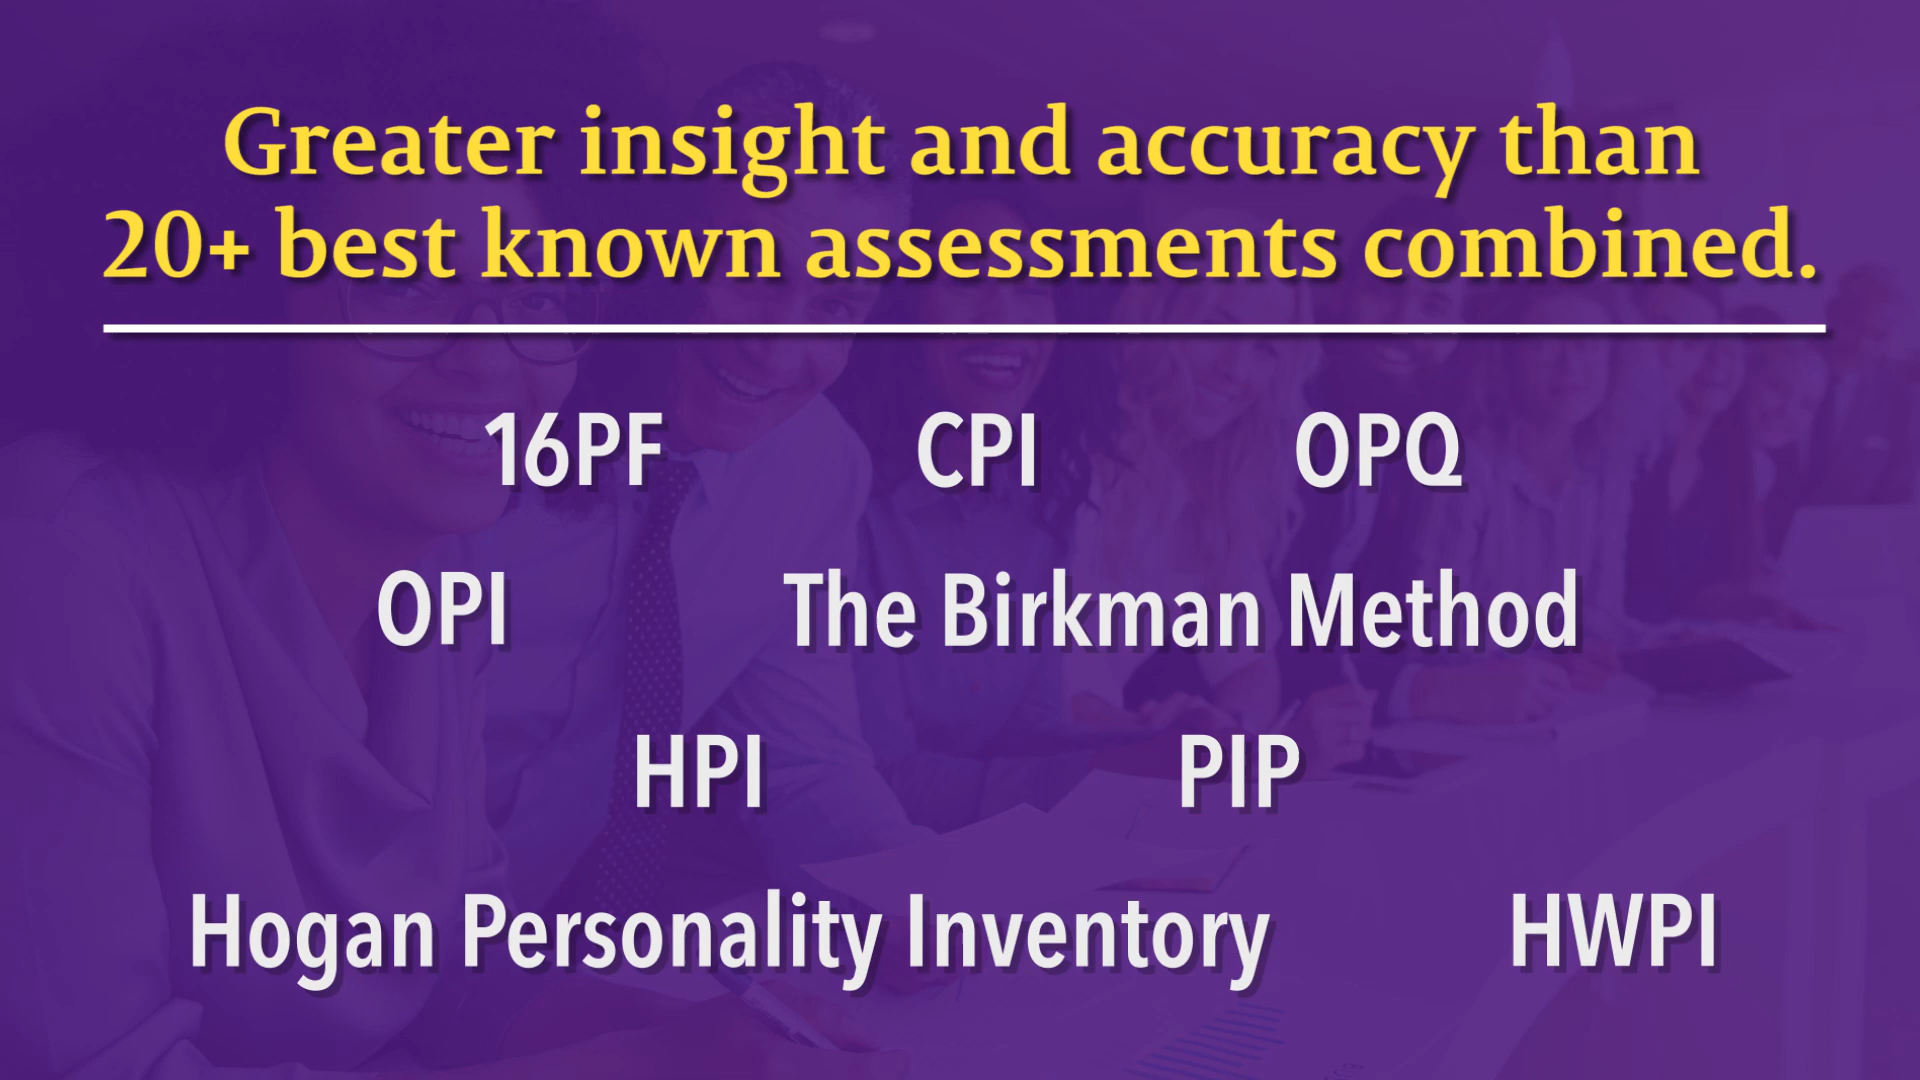 Greater insight and accuracy than
20+ best known assessments combined.
16PF CPI OPQ
OPI The Birkman Method
HPI PIP
Hogan Personality Inventory HWPI